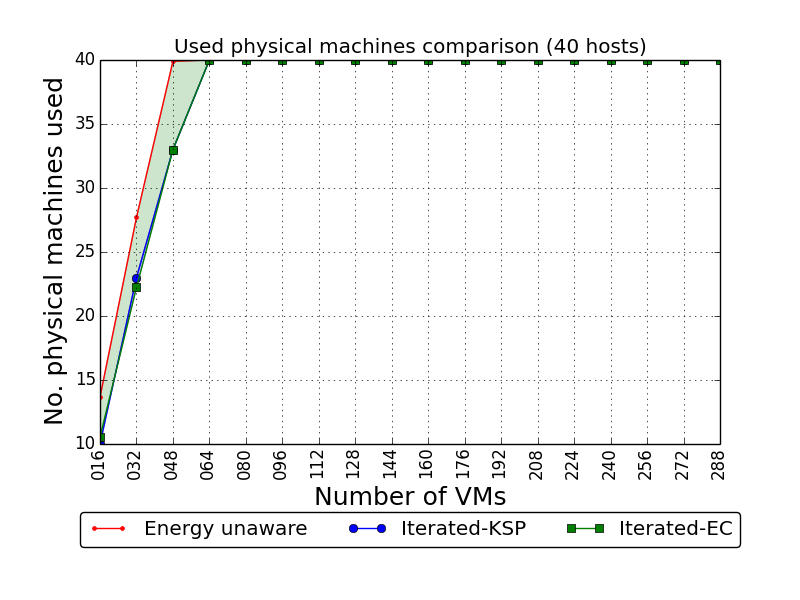 Used physical machines comparison (40 hosts)
No. physical machines used
40
35
30
25
20
15
10
016 032 048 064 080 096 112 128 144 160 176 192 208 224 240 256 272 288
Number of VMs
Energy unaware Iterated-KSP Iterated-EC